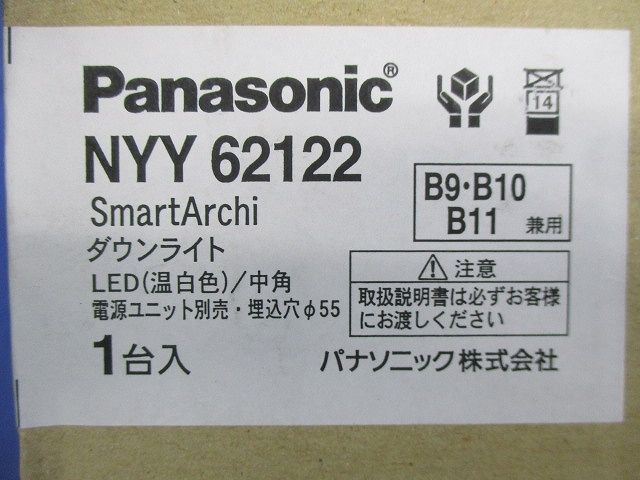 Panasonic®
NYY 62122
SmartArchi
ダウンライト
LED(温白色)/中角
電源ユニット別売・埋込穴φ55
1台入
14
B9・B10
B11 兼用
注意
取扱説明書は必ずお客様
にお渡しください
パナソニック株式会社